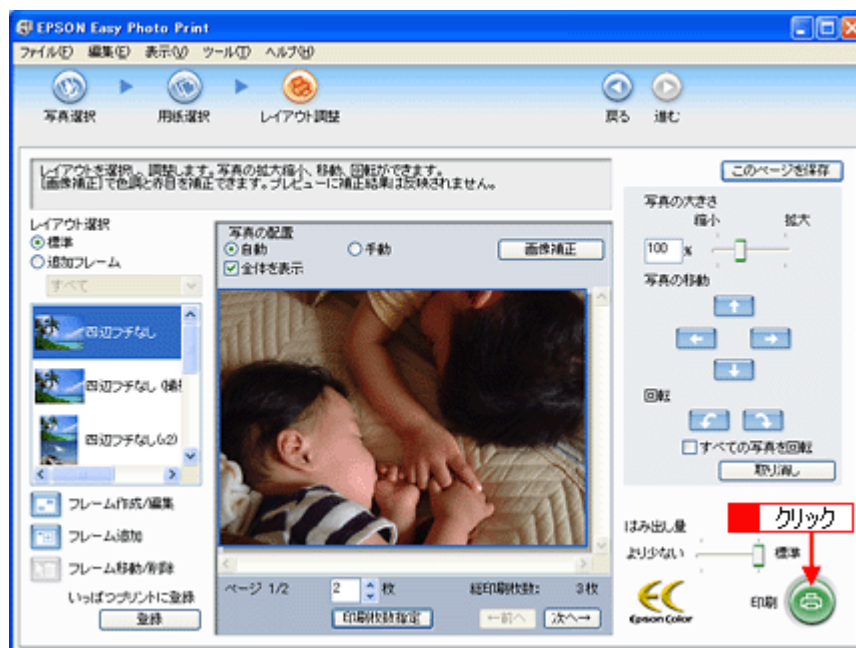 EPSON Easy Photo Print
ファイル(F) 編集(E) 表示(V) ツール(T) ヘルプ(H)
写真選択 用紙選択 レイアウト調整 戻る 進む
レイアウトを選択し、調整します。写真の拡大縮小、移動、回転ができます。
[画像補正]で色調と赤目を補正できます。プレビューに補正結果は反映されません。
このページを保存
レイアウト選択
標準
追加フレーム
すべて
四辺フチなし
四辺フチなし
四辺フチなし(x2)
フレーム作成/編集
フレーム追加
フレーム移動/削除
いっぱつプリントに登録
登録
写真の配置
自動 手動 画像補正
全体を表示
ページ 1/2 2 枚 総印刷枚数: 3枚
印刷枚数指定 ←前へ 次へ→
写真の大きさ
縮小 拡大
100 %
写真の移動
回転
すべての写真を回転
取り消し
はみ出し量
クリック
より少ない 標準
Epson Color
印刷